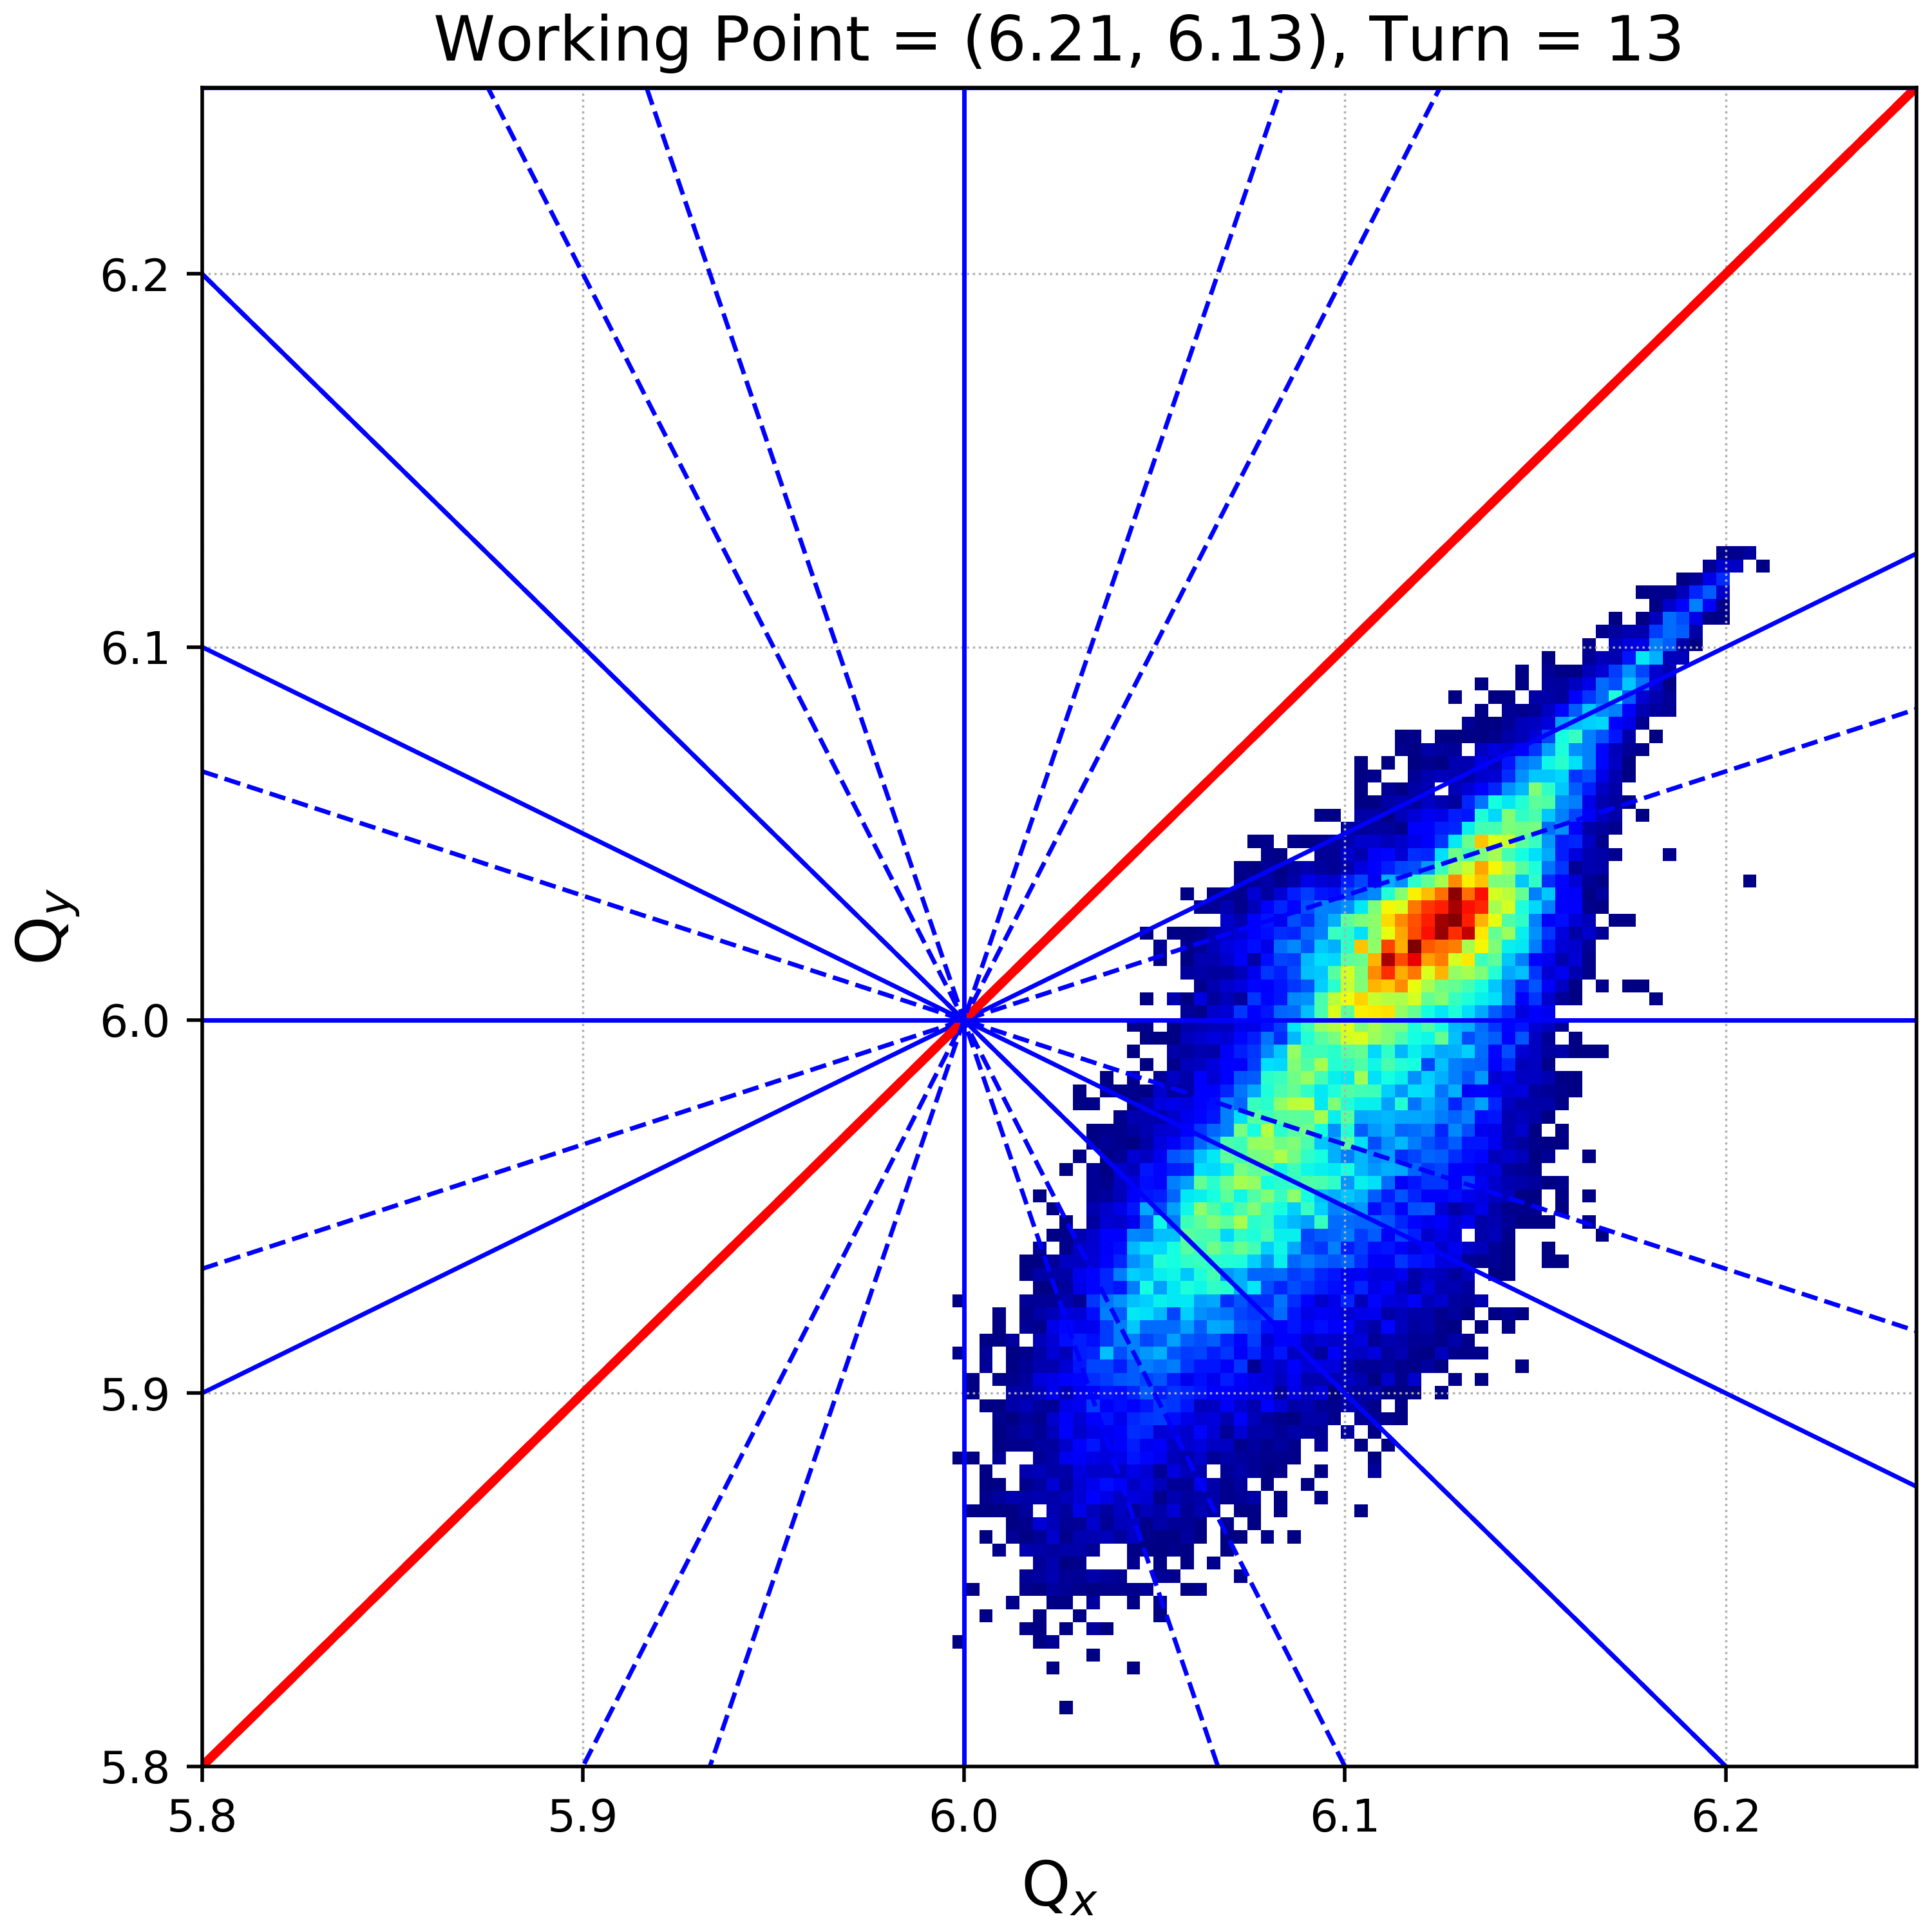 Working Point = (6.21, 6.13), Turn = 13
6.2
6.1
6.0
5.9
5.8
Qy
5.8 5.9 6.0 6.1 6.2
Qx